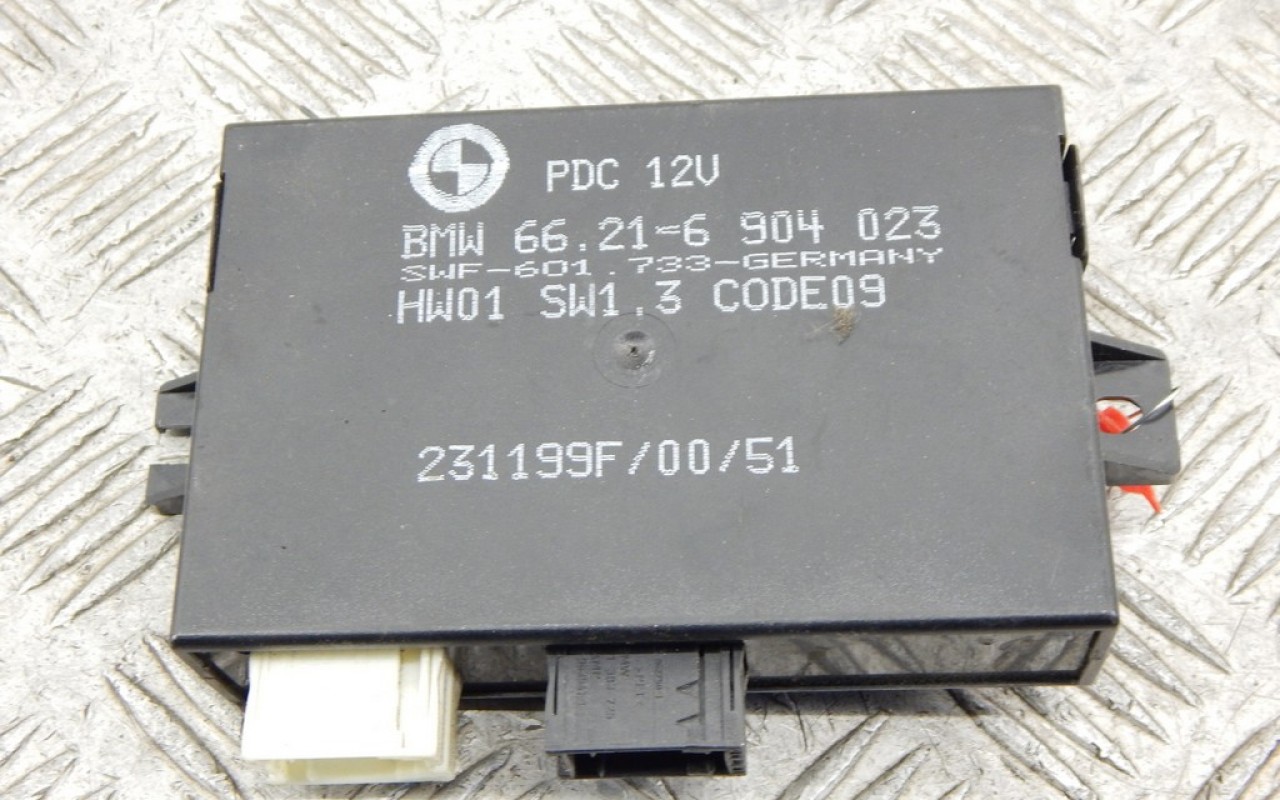 PDC 12V
BMW 66.21-6 904 023
SWF-601.733-GERMANY
HW01 SW1.3 CODE09
231199F/00/51